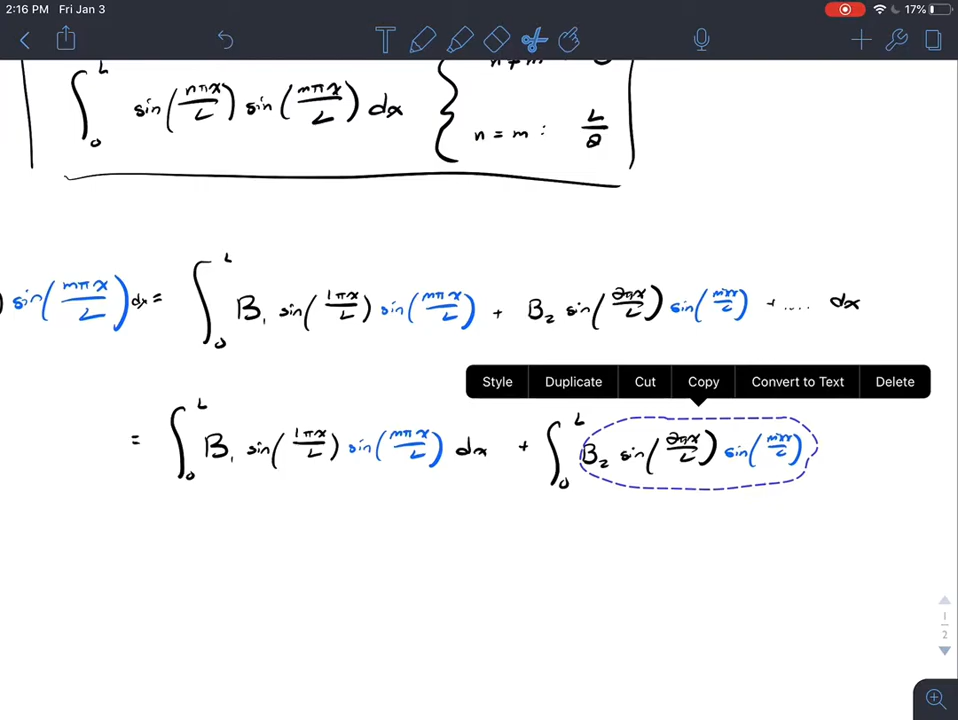 2:16 PM Fri Jan 3 17%
∫₀ᴸ sin(nπx/L) sin(mπx/L) dx {
n = m : L/2
sin(mπx/L) dx = ∫₀ᴸ B₁ sin(1πx/L) sin(mπx/L) + B₂ sin(2πx/L) sin(mπx/L) + .... dx
Style Duplicate Cut Copy Convert to Text Delete
= ∫₀ᴸ B₁ sin(1πx/L) sin(mπx/L) dx + ∫₀ᴸ B₂ sin(2πx/L) sin(mπx/L)
1
2